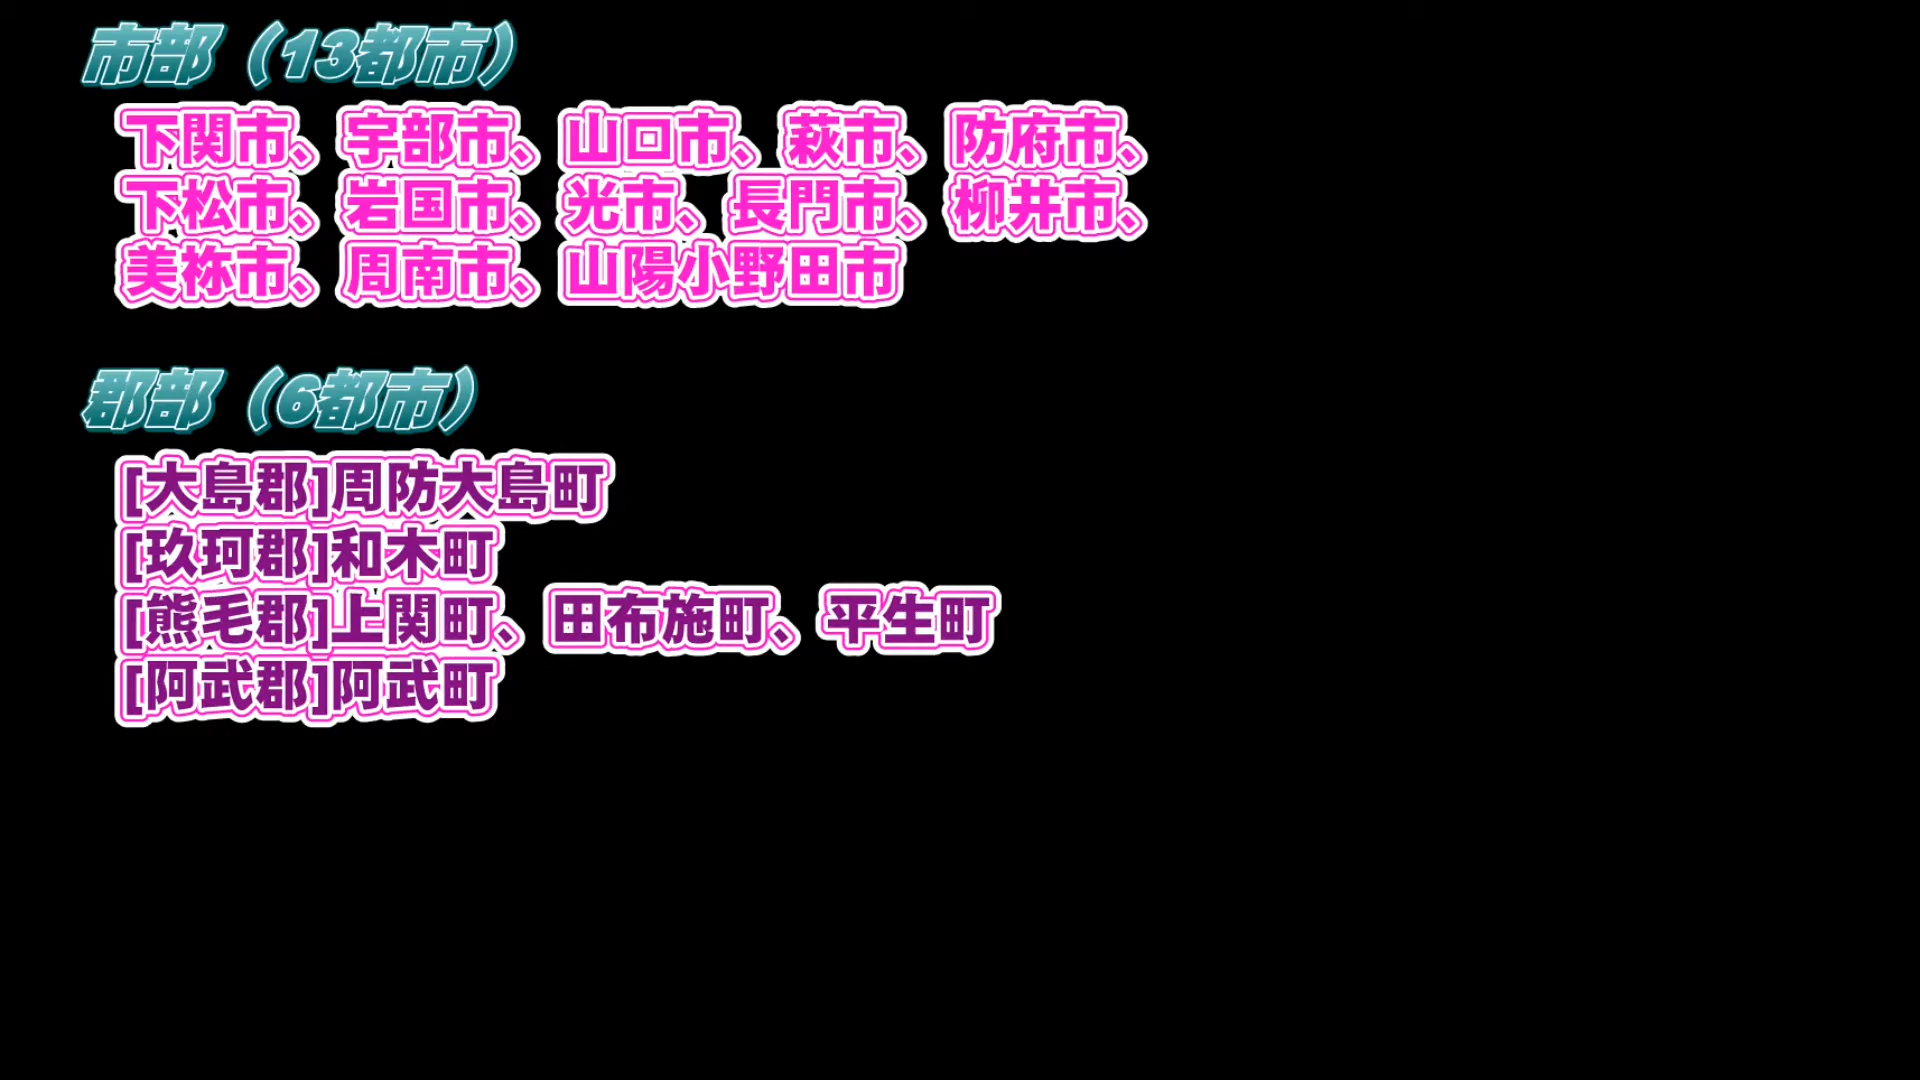 市部（13都市）
下関市、宇部市、山口市、萩市、防府市、
下松市、岩国市、光市、長門市、柳井市、
美祢市、周南市、山陽小野田市
郡部（6都市）
[大島郡]周防大島町
[玖珂郡]和木町
[熊毛郡]上関町、田布施町、平生町
[阿武郡]阿武町